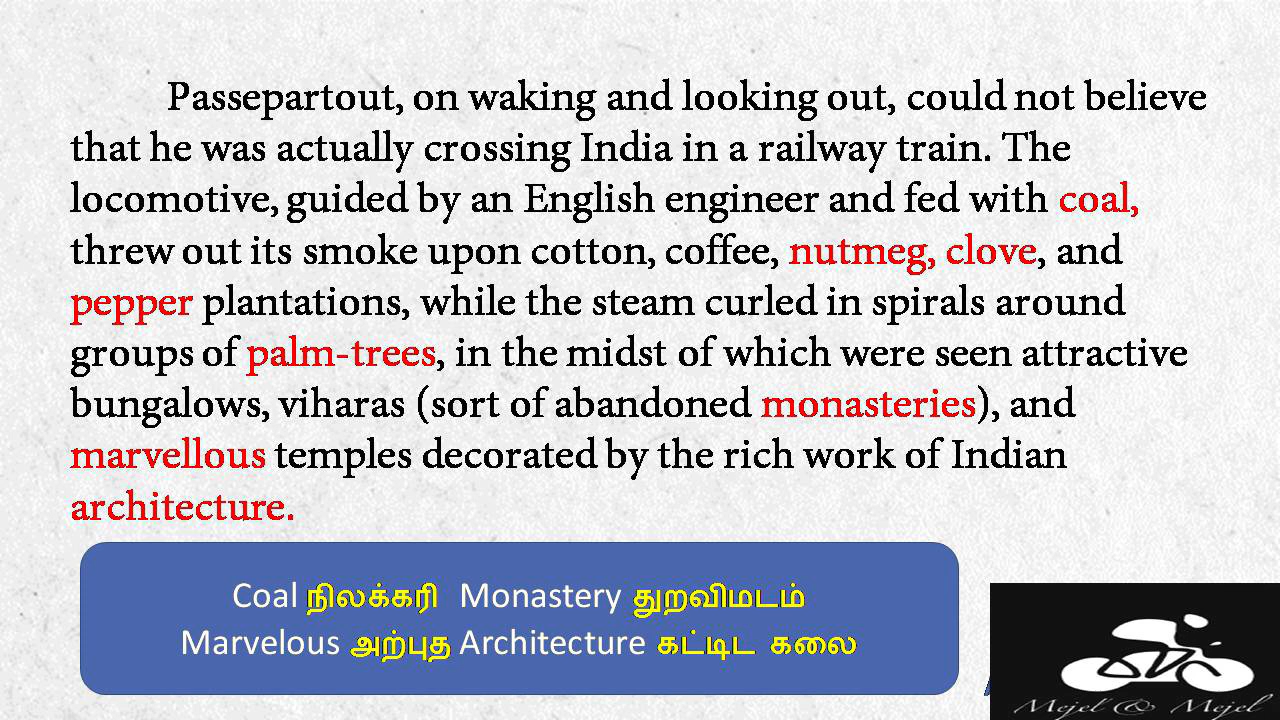 Passepartout, on waking and looking out, could not believe
that he was actually crossing India in a railway train. The
locomotive, guided by an English engineer and fed with coal,
threw out its smoke upon cotton, coffee, nutmeg, clove, and
pepper plantations, while the steam curled in spirals around
groups of palm-trees, in the midst of which were seen attractive
bungalows, viharas (sort of abandoned monasteries), and
marvellous temples decorated by the rich work of Indian
architecture.
Coal நிலக்கரி Monastery துறவிமடம்
Marvelous அற்புத Architecture கட்டிட கலை
Mejel & Mejel